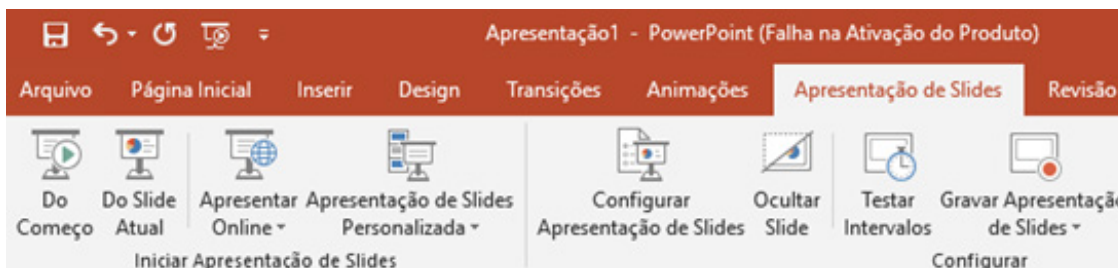 Apresentação1 - PowerPoint (Falha na Ativação do Produto)
Arquivo Página Inicial Inserir Design Transições Animações Apresentação de Slides Revisão
Do Começo
Do Slide Atual
Apresentar Online
Apresentação de Slides Personalizada
Configurar Apresentação de Slides
Ocultar Slide
Testar Intervalos
Gravar Apresentação de Slides
Iniciar Apresentação de Slides
Configurar